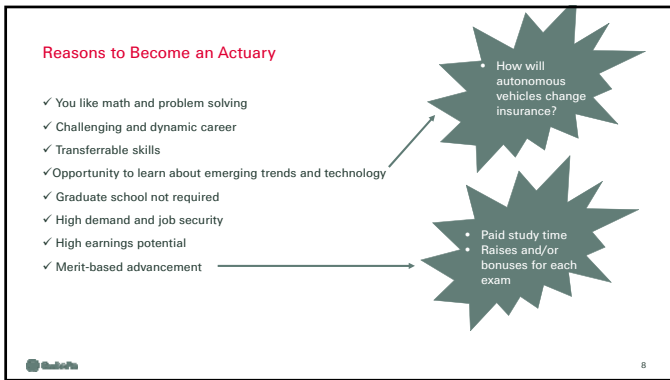 Reasons to Become an Actuary
✓ You like math and problem solving
✓ Challenging and dynamic career
✓ Transferrable skills
✓Opportunity to learn about emerging trends and technology
✓ Graduate school not required
✓ High demand and job security
✓ High earnings potential
✓ Merit-based advancement
• How will
autonomous
vehicles change
insurance?
• Paid study time
• Raises and/or
bonuses for each
exam
8